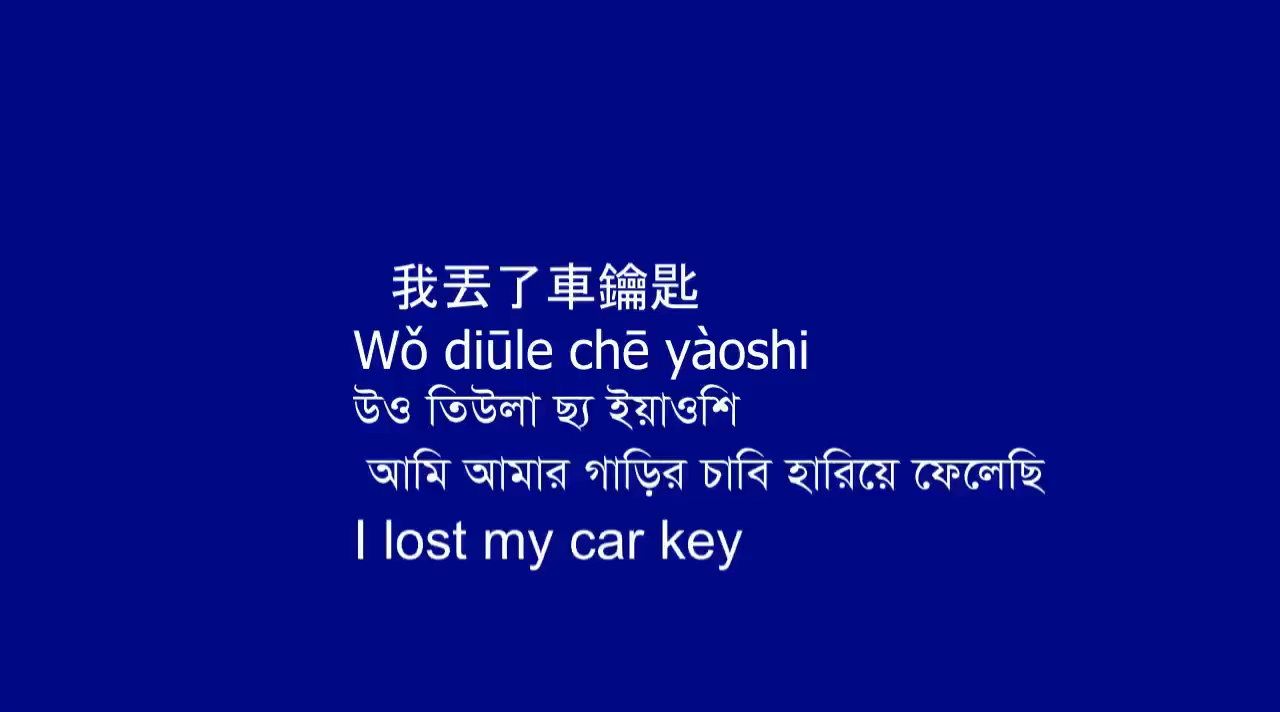 我丟了車鑰匙
Wǒ diūle chē yàoshi
উও তিউলা ছ্য ইয়াওশি
আমি আমার গাড়ির চাবি হারিয়ে ফেলেছি
I lost my car key